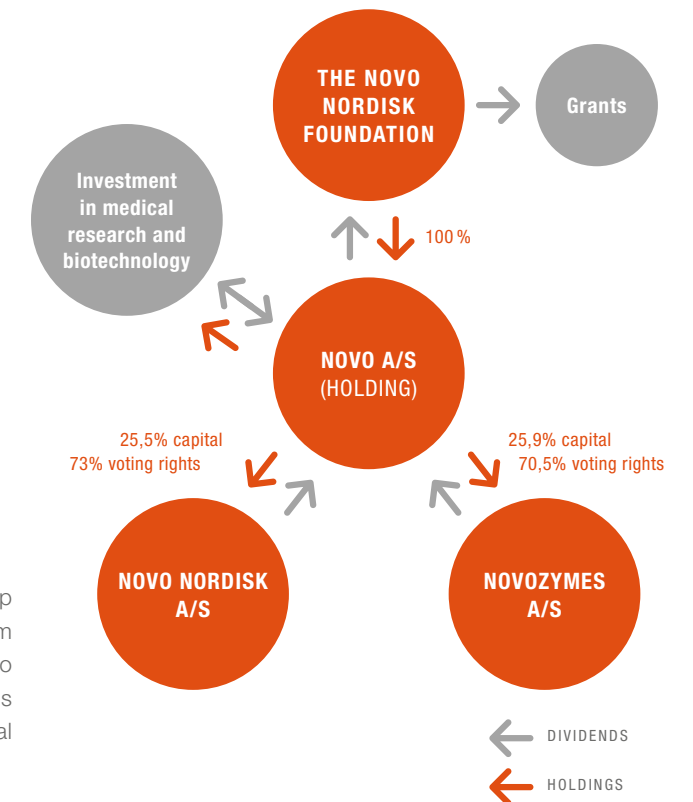 THE NOVO
NORDISK
FOUNDATION
Grants
Investment
in medical
research and
biotechnology
100 %
NOVO A/S
(HOLDING)
25,5% capital
73% voting rights
25,9% capital
70,5% voting rights
NOVO NORDISK
A/S
NOVOZYMES
A/S
DIVIDENDS
HOLDINGS